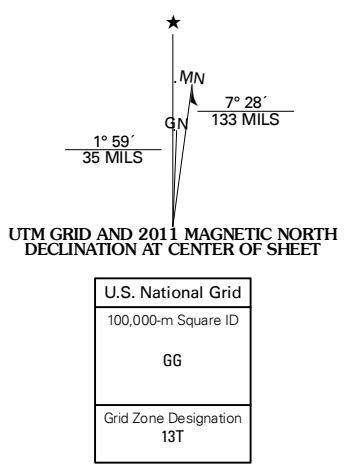 ★
MN
7° 28´
133 MILS
GN
1° 59´
35 MILS
UTM GRID AND 2011 MAGNETIC NORTH
DECLINATION AT CENTER OF SHEET
U.S. National Grid
100,000-m Square ID
GG
Grid Zone Designation
13T